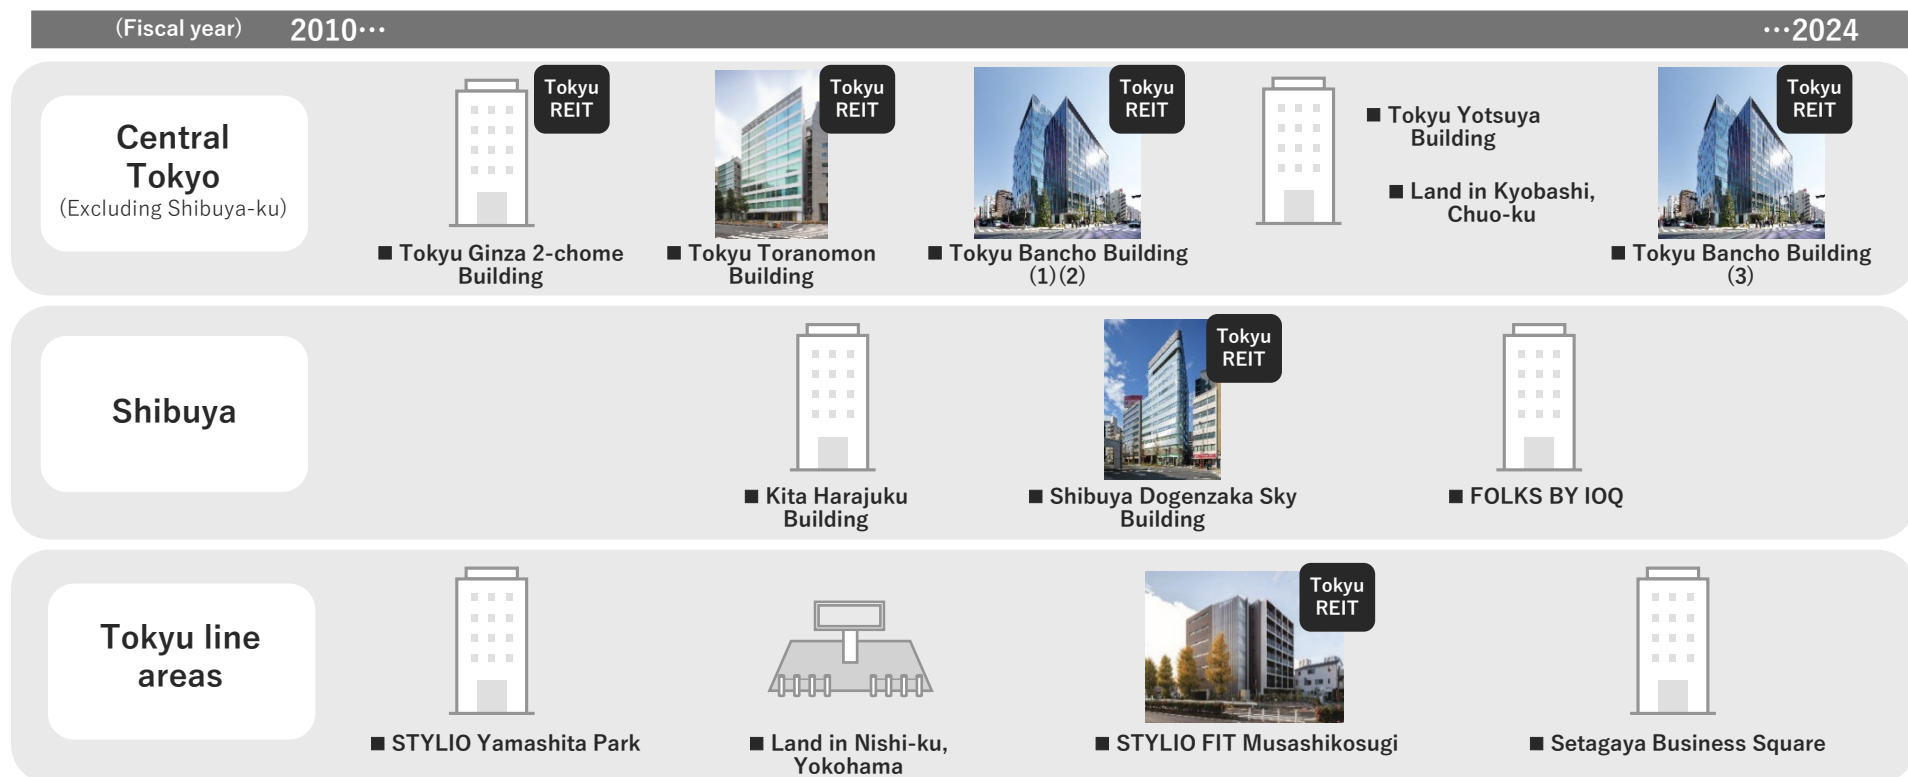 (Fiscal year) 2010… …2024
Central
Tokyo
(Excluding Shibuya-ku)
Tokyu
REIT
■ Tokyu Ginza 2-chome
Building
Tokyu
REIT
■ Tokyu Toranomon
Building
Tokyu
REIT
■ Tokyu Bancho Building
(1)(2)
■ Tokyu Yotsuya
Building
■ Land in Kyobashi,
Chuo-ku
Tokyu
REIT
■ Tokyu Bancho Building
(3)
Shibuya
■ Kita Harajuku
Building
Tokyu
REIT
■ Shibuya Dogenzaka Sky
Building
■ FOLKS BY IOQ
Tokyu line
areas
■ STYLIO Yamashita Park
■ Land in Nishi-ku,
Yokohama
Tokyu
REIT
■ STYLIO FIT Musashikosugi
■ Setagaya Business Square